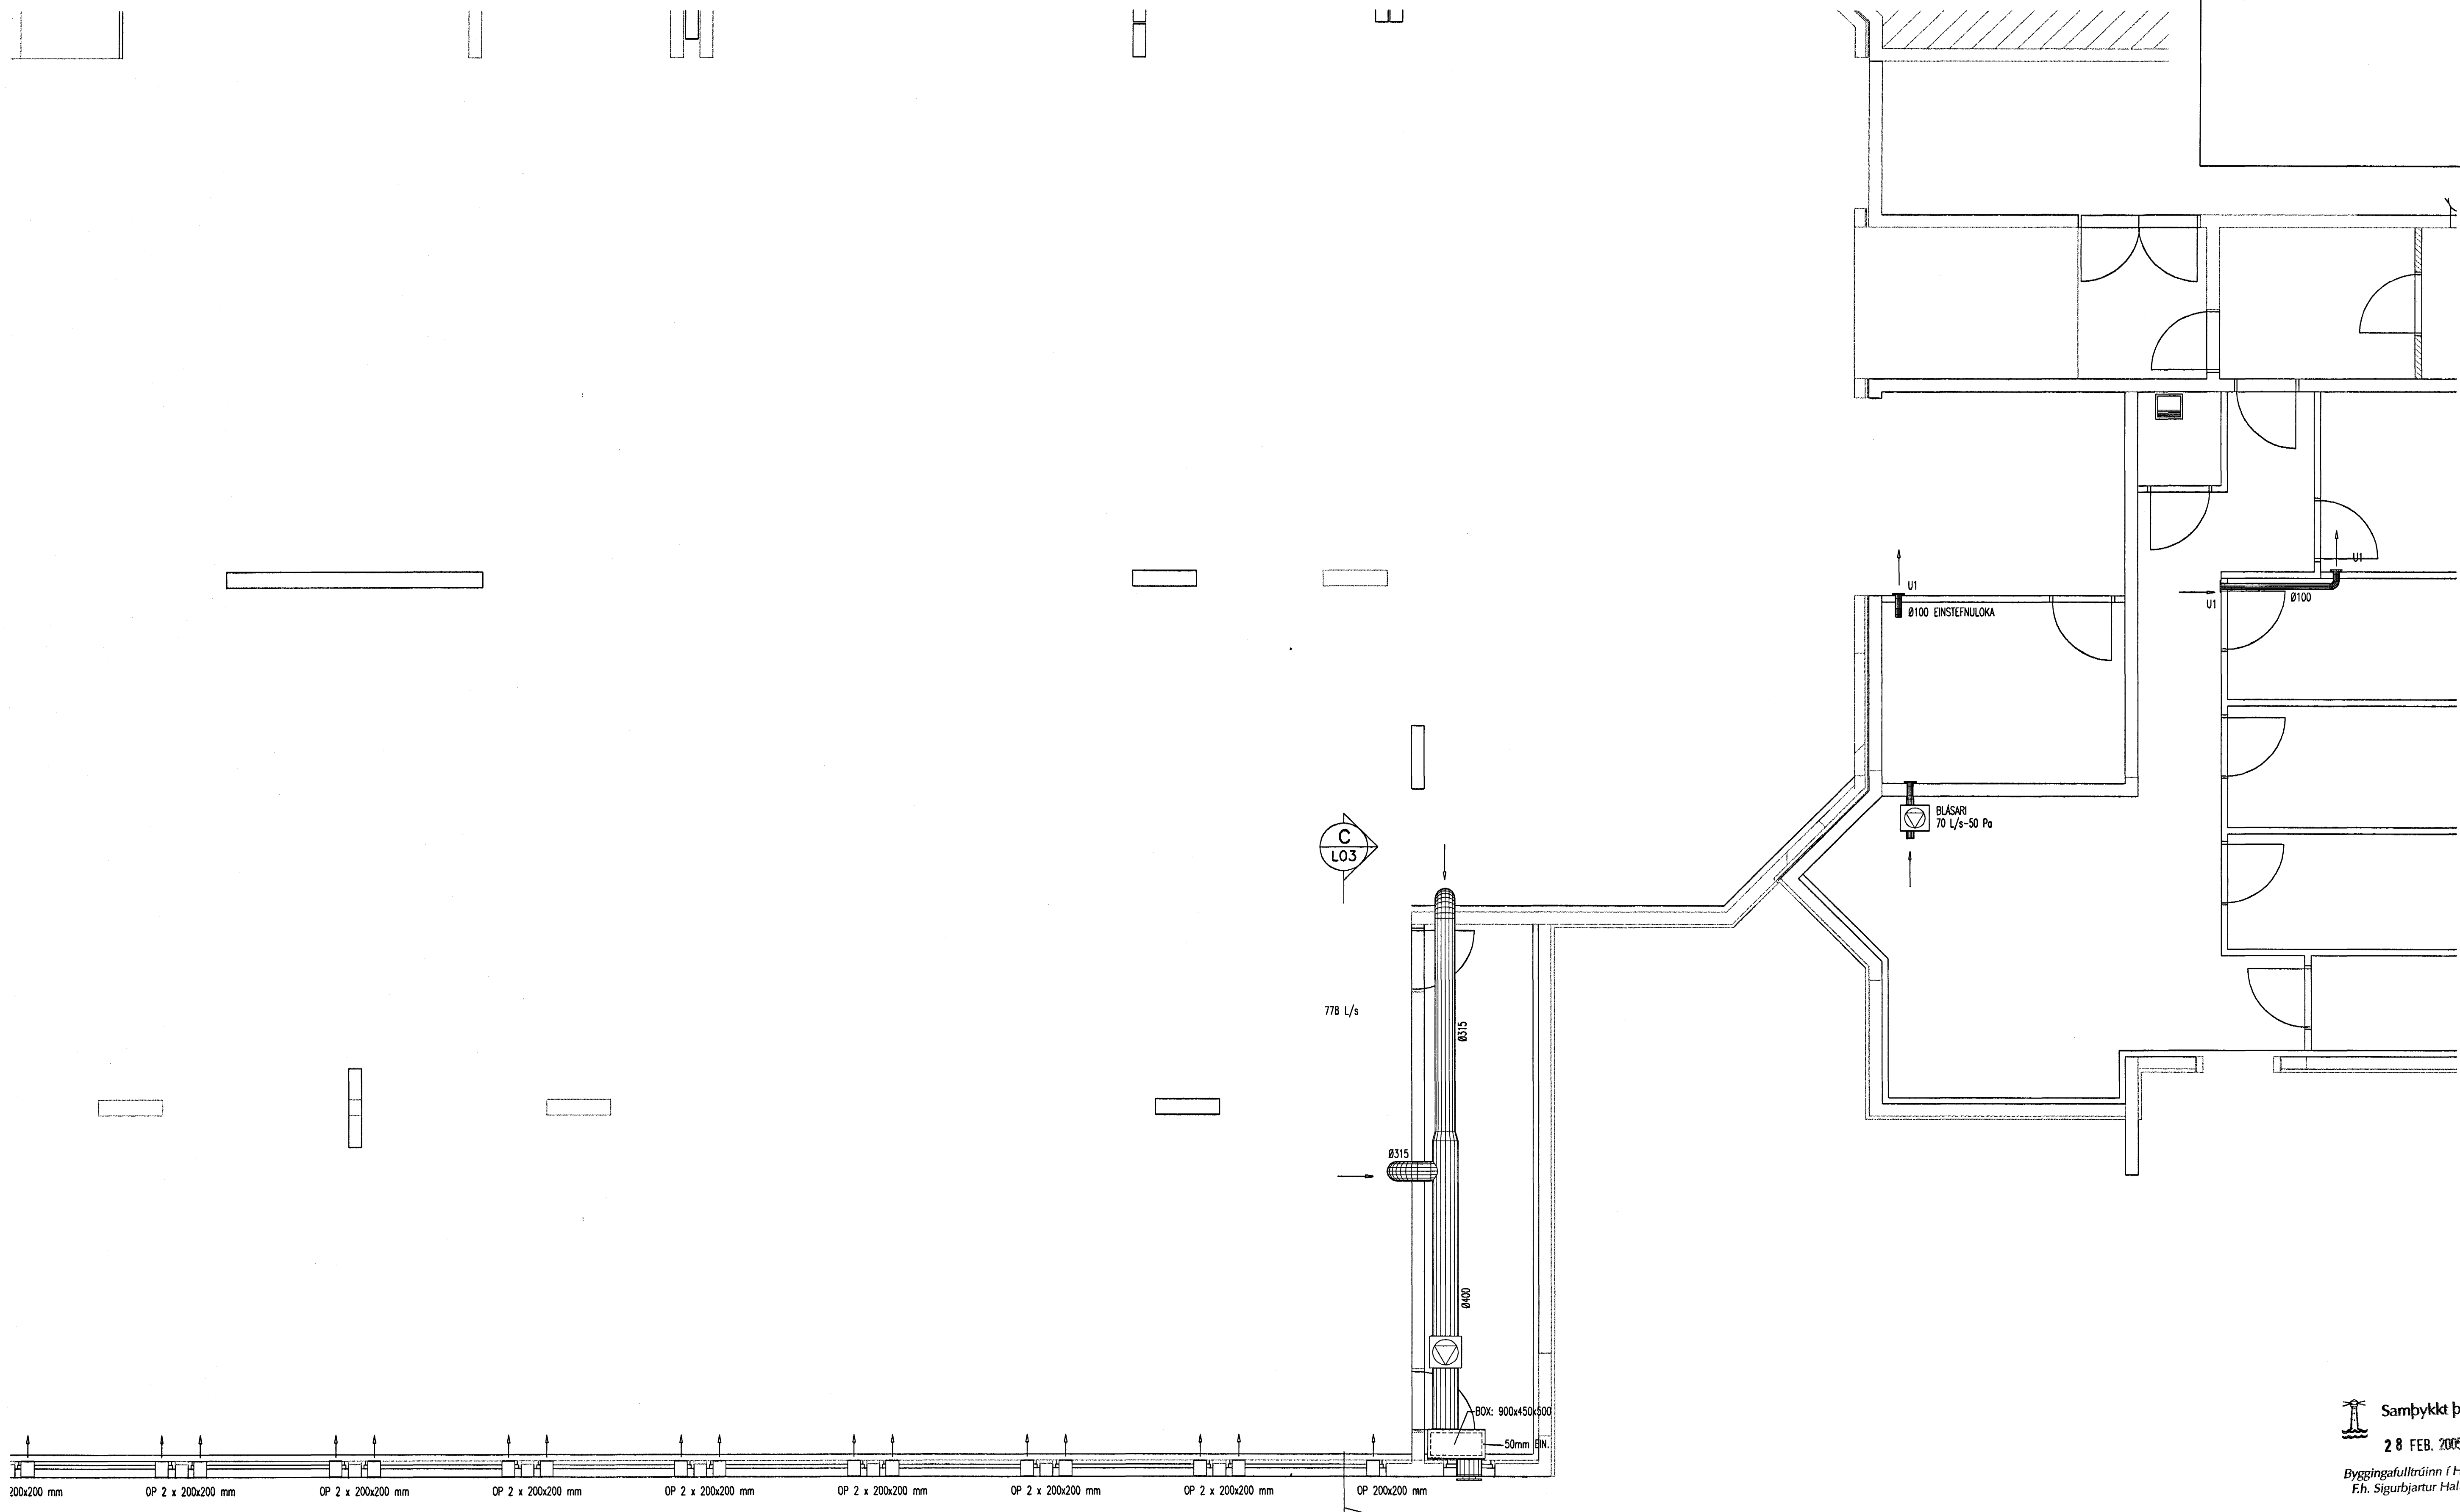 U1
U1
Ø100 EINSTEFNULOKA
U1
Ø100
BLÁSARI
70 L/s-50 Pa
C
L03
778 L/s
Ø315
Ø315
Ø400
BOX: 900x450x500
50mm EIN.
200x200 mm
OP 2 x 200x200 mm
OP 2 x 200x200 mm
OP 2 x 200x200 mm
OP 2 x 200x200 mm
OP 2 x 200x200 mm
OP 2 x 200x200 mm
OP 2 x 200x200 mm
OP 200x200 mm
Samþykkt þ
28 FEB.
Byggingafulltrúinn í H
F.h. Sigurbjartur Hal